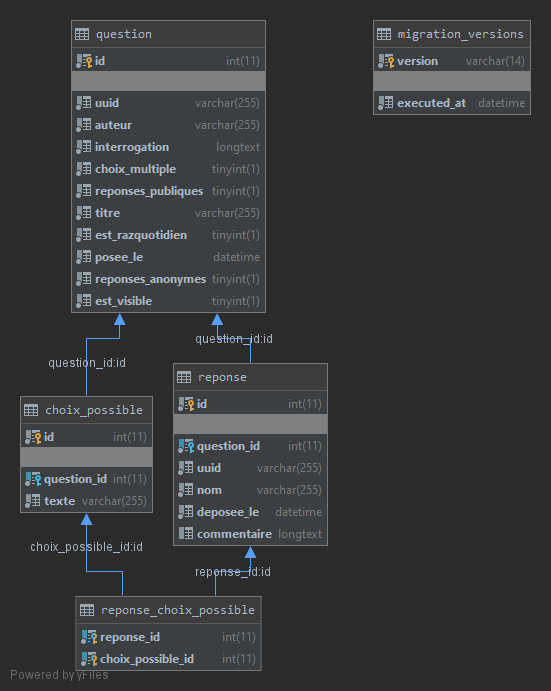 question
id int(11)
uuid varchar(255)
auteur varchar(255)
interrogation longtext
choix_multiple tinyint(1)
reponses_publiques tinyint(1)
titre varchar(255)
est_razquotidien tinyint(1)
posee_le datetime
reponses_anonymes tinyint(1)
est_visible tinyint(1)
migration_versions
version varchar(14)
executed_at datetime
question_id:id
question_id:id
choix_possible
id int(11)
question_id int(11)
texte varchar(255)
reponse
id int(11)
question_id int(11)
uuid varchar(255)
nom varchar(255)
deposee_le datetime
commentaire longtext
choix_possible_id:id
reponse_id:id
reponse_choix_possible
reponse_id int(11)
choix_possible_id int(11)
Powered by yFiles